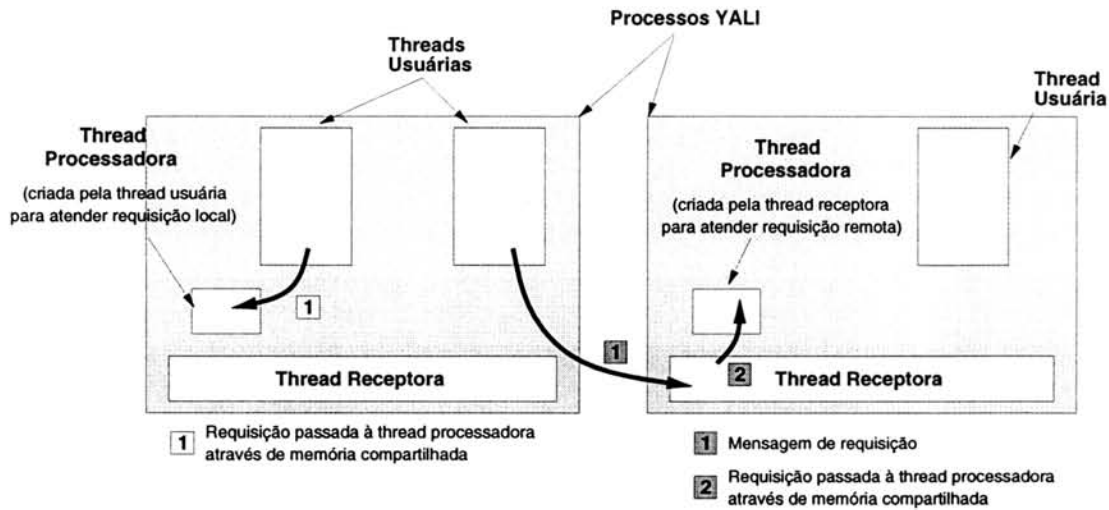 Processos YALI
Threads
Usuárias
Thread
Usuária
Thread
Processadora
(criada pela thread usuária
para atender requisição local)
Thread
Processadora
(criada pela thread receptora
para atender requisição remota)
1
1
2
Thread Receptora
Thread Receptora
1 Requisição passada à thread processadora
através de memória compartilhada
1 Mensagem de requisição
2 Requisição passada à thread processadora
através de memória compartilhada